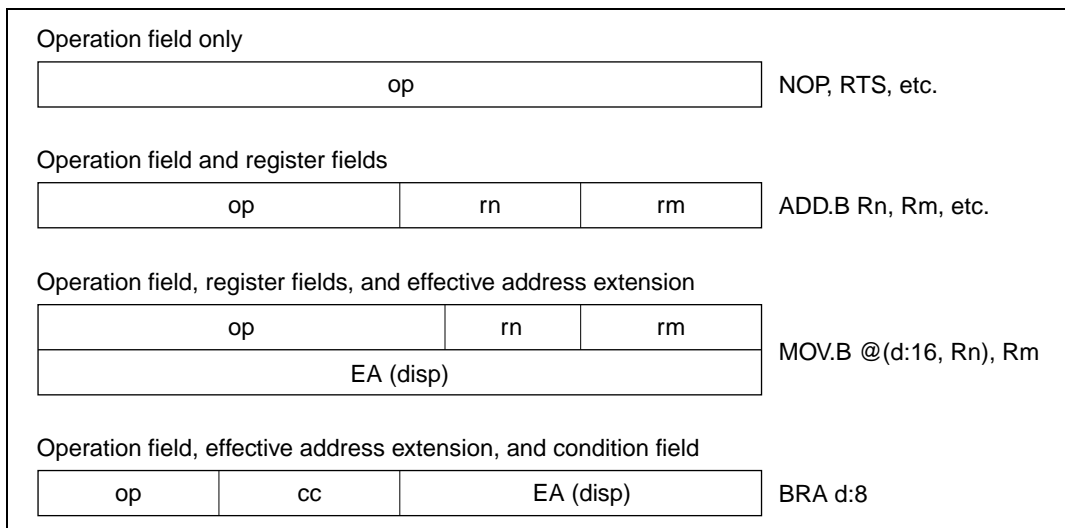 Operation field only
op
NOP, RTS, etc.
Operation field and register fields
op rn rm
ADD.B Rn, Rm, etc.
Operation field, register fields, and effective address extension
op rn rm
EA (disp)
MOV.B @(d:16, Rn), Rm
Operation field, effective address extension, and condition field
op cc EA (disp)
BRA d:8